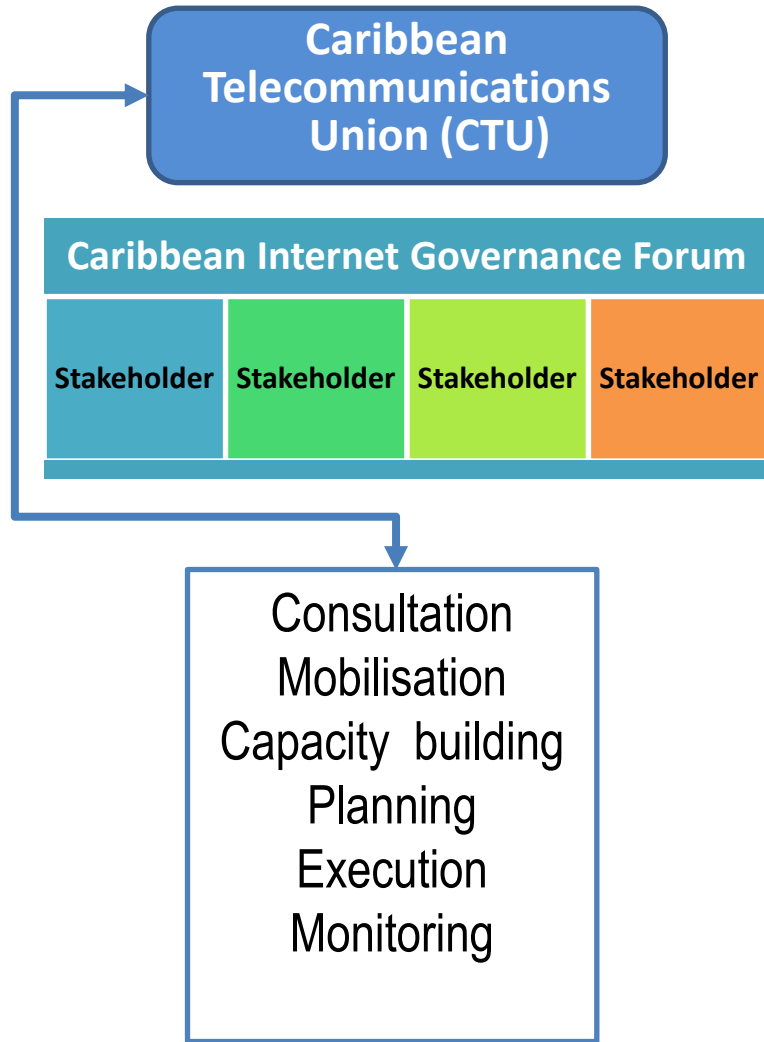 Caribbean
Telecommunications
Union (CTU)
Caribbean Internet Governance Forum
Stakeholder Stakeholder Stakeholder Stakeholder
Consultation
Mobilisation
Capacity building
Planning
Execution
Monitoring